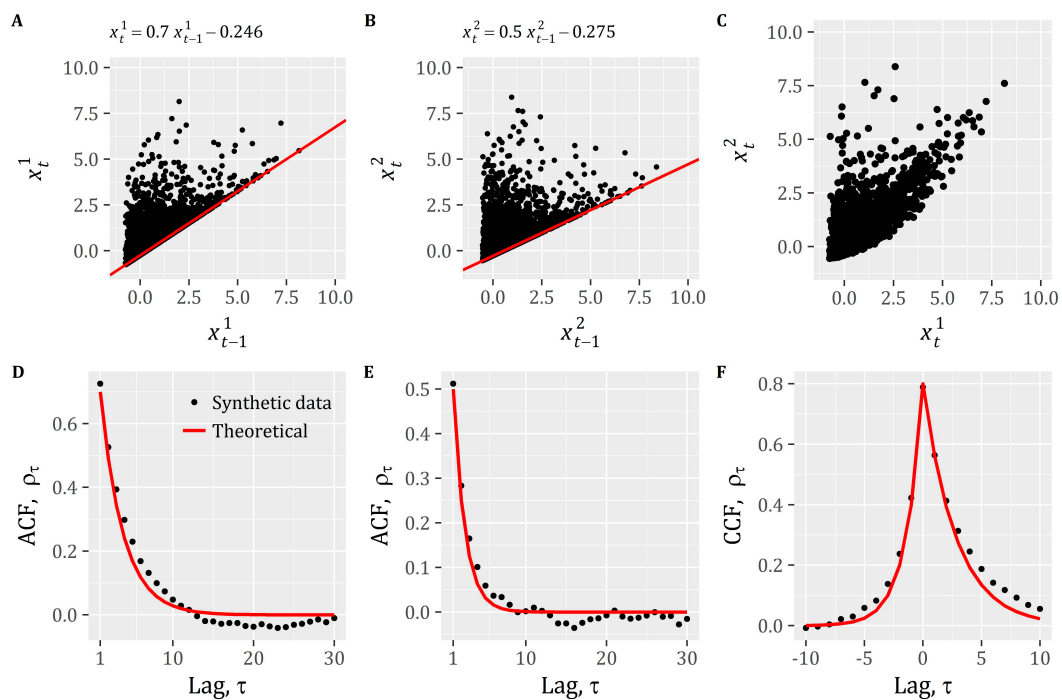 A
B
C
x_t^1 = 0.7 x_{t-1}^1 − 0.246
x_t^2 = 0.5 x_{t-1}^2 − 0.275
10.0
7.5
5.0
2.5
0.0
x_t^1
0.0 2.5 5.0 7.5 10.0
x_{t-1}^1
10.0
7.5
5.0
2.5
0.0
x_t^2
0.0 2.5 5.0 7.5 10.0
x_{t-1}^2
10.0
7.5
5.0
2.5
0.0
x_t^2
0.0 2.5 5.0 7.5 10.0
x_t^1
D
0.6
0.4
0.2
0.0
ACF, ρ_τ
Synthetic data
Theoretical
1 10 20 30
Lag, τ
E
0.5
0.4
0.3
0.2
0.1
0.0
ACF, ρ_τ
1 10 20 30
Lag, τ
F
0.8
0.6
0.4
0.2
0.0
CCF, ρ_τ
-10 -5 0 5 10
Lag, τ